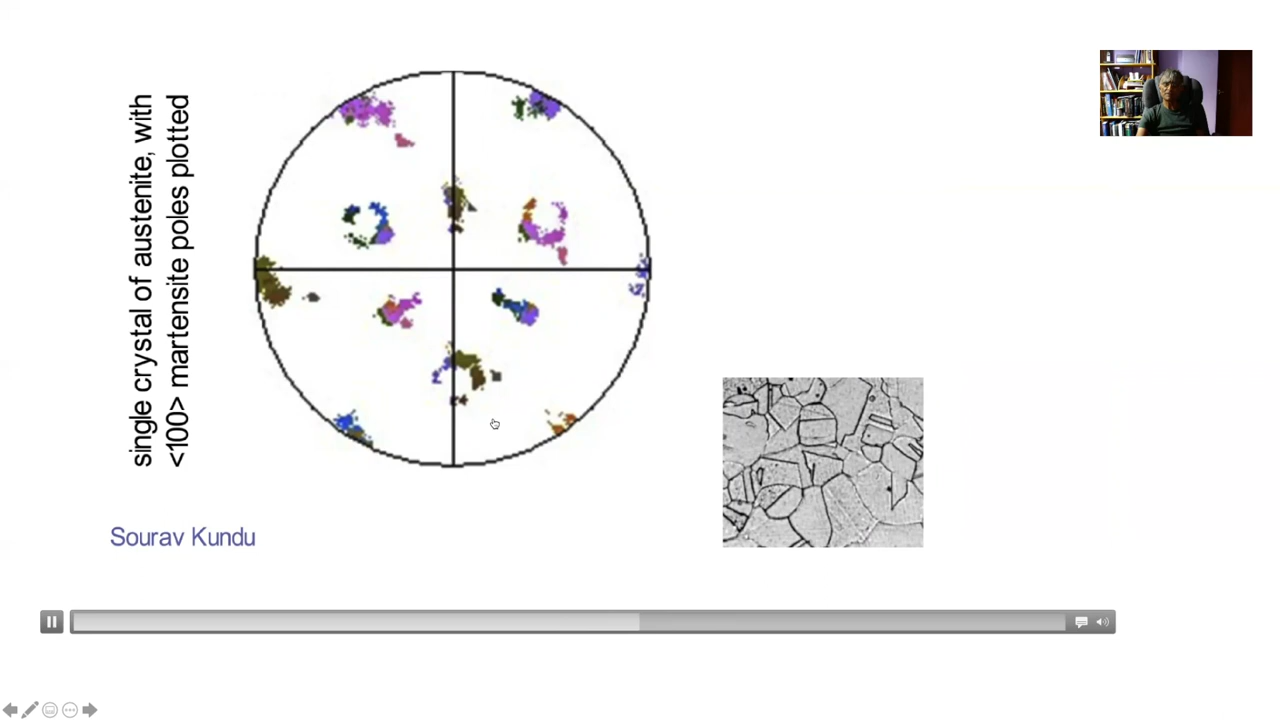 single crystal of austenite, with
<100> martensite poles plotted
Sourav Kundu